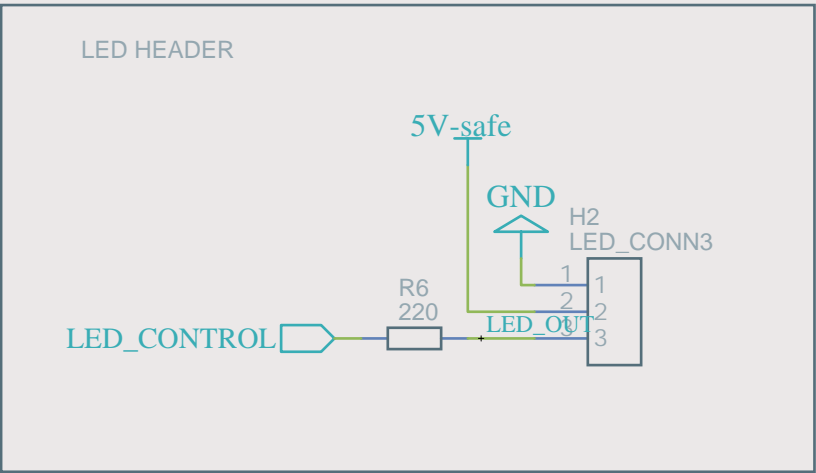 LED HEADER
5V-safe
GND
H2
LED_CONN3
1
1
2
2
R6
220
LED_OUT
3
3
LED_CONTROL